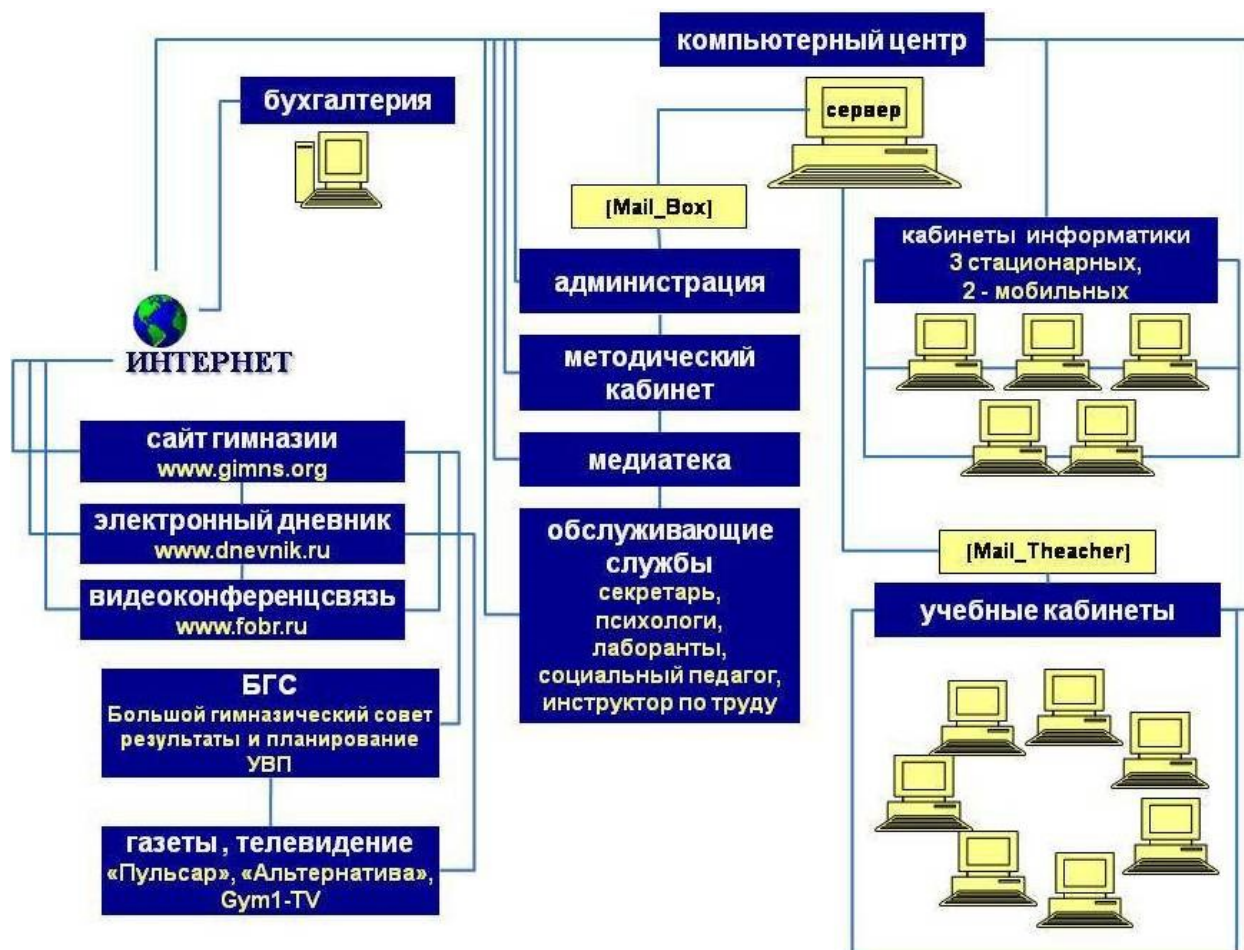 компьютерный центр
бухгалтерия
сервер
[Mail_Box]
кабинеты информатики
3 стационарных,
2 - мобильных
администрация
ИНТЕРНЕТ
методический
кабинет
сайт гимназии
www.gimns.org
медиатека
электронный дневник
www.dnevnik.ru
обслуживающие
службы
секретарь,
психологи,
лаборанты,
социальный педагог,
инструктор по труду
[Mail_Theacher]
видеоконференцсвязь
www.fobr.ru
учебные кабинеты
БГС
Большой гимназический совет
результаты и планирование
УВП
газеты , телевидение
«Пульсар», «Альтернатива»,
Gym1-TV